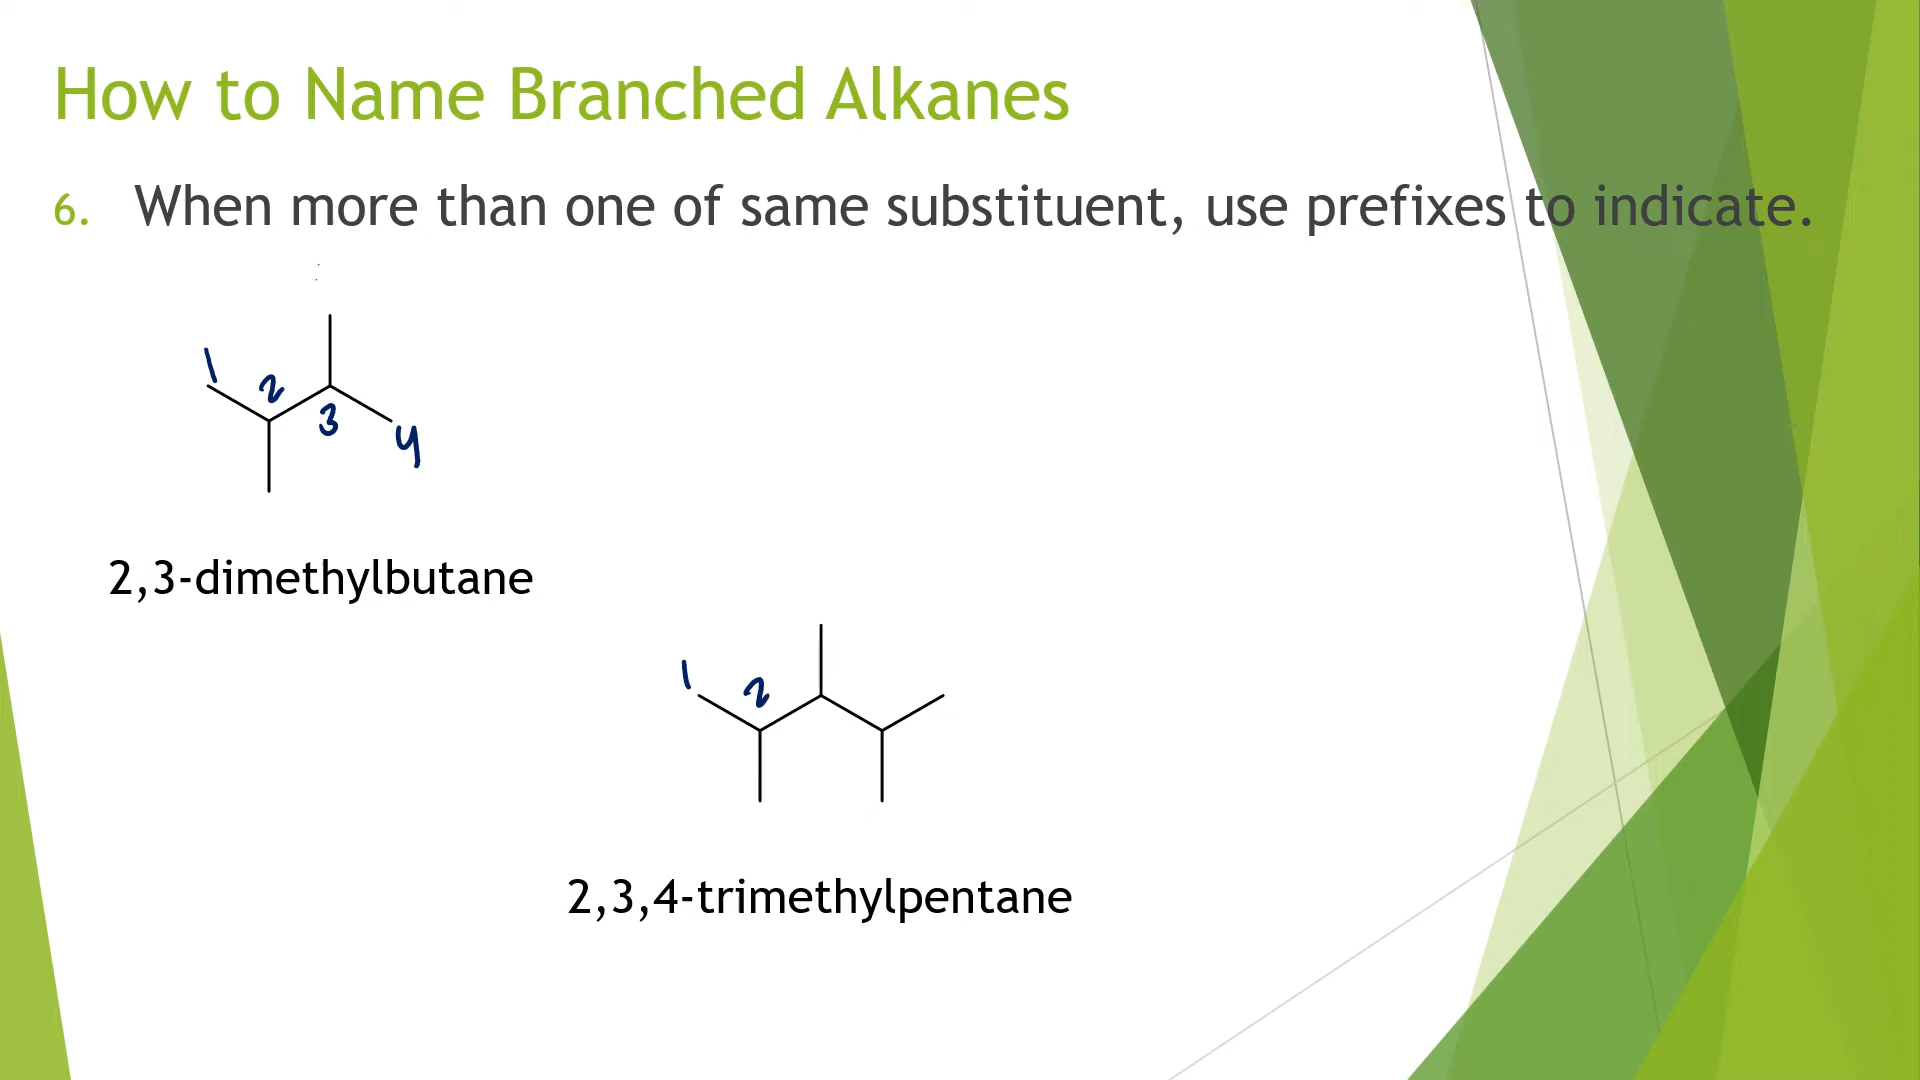 How to Name Branched Alkanes
6. When more than one of same substituent, use prefixes to indicate.
1 2 3 4
2,3-dimethylbutane
1 2
2,3,4-trimethylpentane